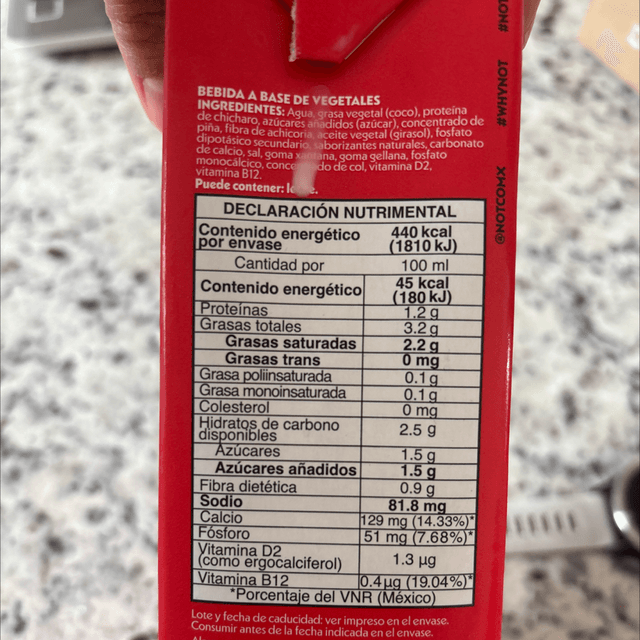 BEBIDA A BASE DE VEGETALES
INGREDIENTES: Agua, grasa vegetal (coco), proteína
de chicharo, azúcares añadidos (azúcar), concentrado de
piña, fibra de achicoria, aceite vegetal (girasol), fosfato
dipotásico secundario, saborizantes naturales, carbonato
de calcio, sal, goma xantana, goma gellana, fosfato
monocálcico, concentrado de col, vitamina D2,
vitamina B12.
Puede contener: leche.
DECLARACIÓN NUTRIMENTAL
Contenido energético por envase 440 kcal (1810 kJ)
Cantidad por 100 ml
Contenido energético 45 kcal (180 kJ)
Proteínas 1.2 g
Grasas totales 3.2 g
Grasas saturadas 2.2 g
Grasas trans 0 mg
Grasa poliinsaturada 0.1 g
Grasa monoinsaturada 0.1 g
Colesterol 0 mg
Hidratos de carbono disponibles 2.5 g
Azúcares 1.5 g
Azúcares añadidos 1.5 g
Fibra dietética 0.9 g
Sodio 81.8 mg
Calcio 129 mg (14.33%)*
Fósforo 51 mg (7.68%)*
Vitamina D2 (como ergocalciferol) 1.3 µg
Vitamina B12 0.4 µg (19.04%)*
*Porcentaje del VNR (México)
Lote y fecha de caducidad: ver impreso en el envase.
Consumir antes de la fecha indicada en el envase.
@NOTCOMX #WHYNOT